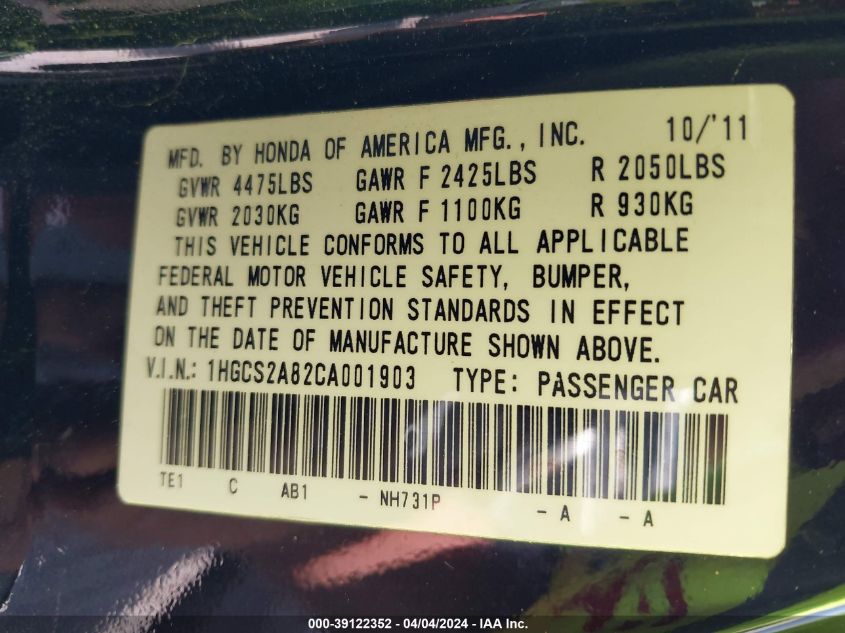 MFD. BY HONDA OF AMERICA MFG., INC. 10/'11
GVWR 4475LBS GAWR F 2425LBS R 2050LBS
GVWR 2030KG GAWR F 1100KG R 930KG
THIS VEHICLE CONFORMS TO ALL APPLICABLE
FEDERAL MOTOR VEHICLE SAFETY, BUMPER,
AND THEFT PREVENTION STANDARDS IN EFFECT
ON THE DATE OF MANUFACTURE SHOWN ABOVE.
V.I.N.: 1HGCS2A82CA001903 TYPE: PASSENGER CAR
TE1 C AB1 - NH731P - A - A
000-39122352 - 04/04/2024 - IAA Inc.